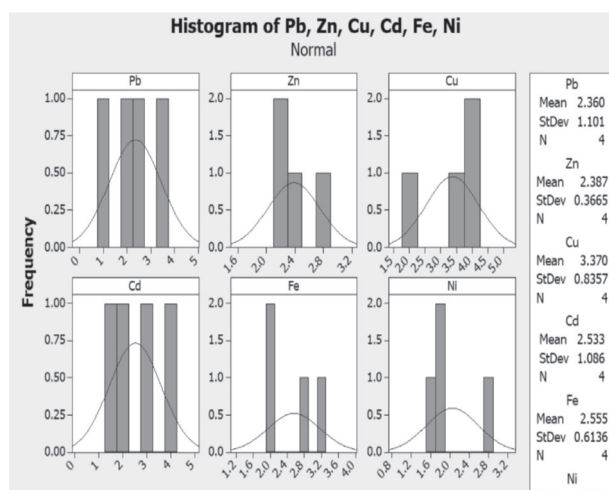 Histogram of Pb, Zn, Cu, Cd, Fe, Ni
Normal
Frequency
Pb
1.00
0.75
0.50
0.25
0.00
0 1 2 3 4 5
Zn
2.0
1.5
1.0
0.5
0.0
1.6 2.0 2.4 2.8 3.2
Cu
2.0
1.5
1.0
0.5
0.0
1.5 2.0 2.5 3.0 3.5 4.0 4.5 5.0
Cd
1.00
0.75
0.50
0.25
0.00
0 1 2 3 4 5
Fe
2.0
1.5
1.0
0.5
0.0
1.2 1.6 2.0 2.4 2.8 3.2 3.6 4.0
Ni
2.0
1.5
1.0
0.5
0.0
0.8 1.2 1.6 2.0 2.4 2.8 3.2
Pb
Mean 2.360
StDev 1.101
N 4
Zn
Mean 2.387
StDev 0.3665
N 4
Cu
Mean 3.370
StDev 0.8357
N 4
Cd
Mean 2.533
StDev 1.086
N 4
Fe
Mean 2.555
StDev 0.6136
N 4
Ni